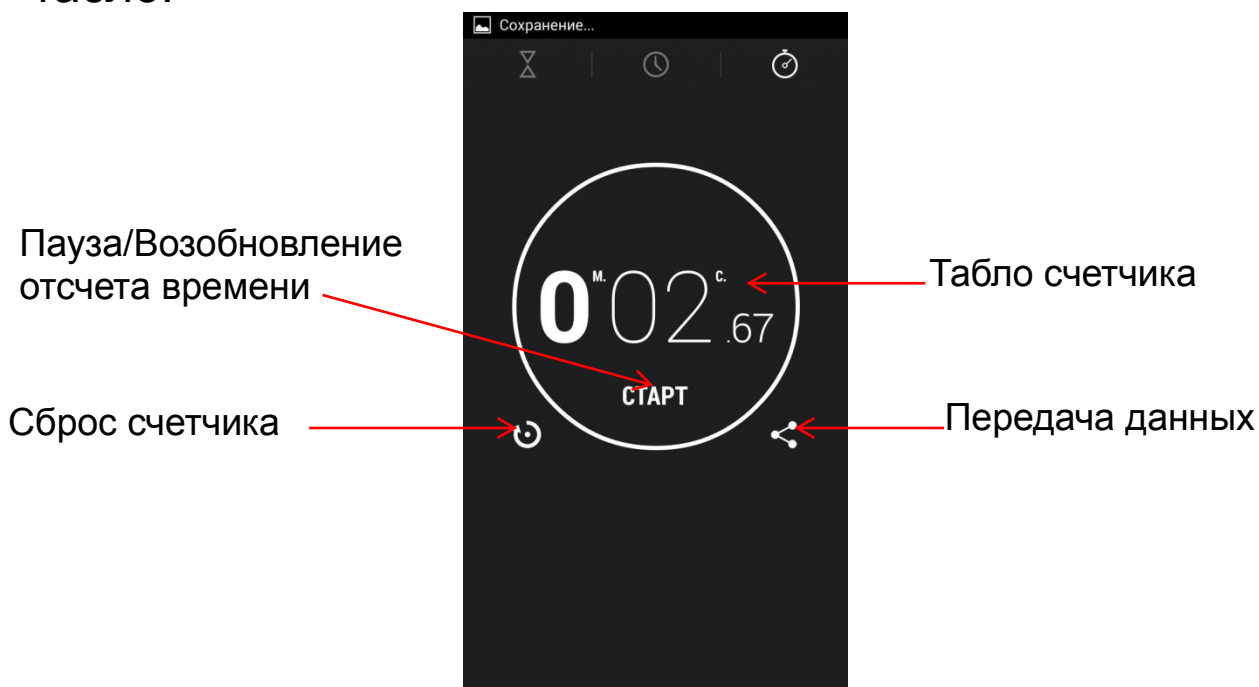 Сохранение...
Пауза/Возобновление
отсчета времени
0 м. 02 с. .67
Табло счетчика
СТАРТ
Сброс счетчика
Передача данных